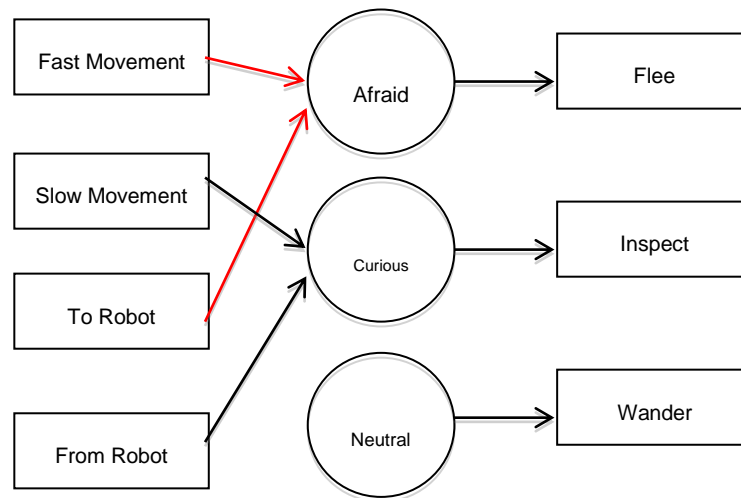 Fast Movement
Afraid
Flee
Slow Movement
Curious
Inspect
To Robot
From Robot
Neutral
Wander